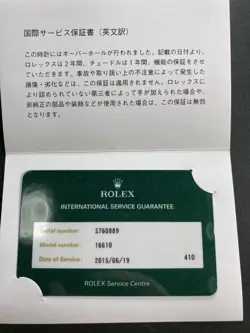 国際サービス保証書（英文訳）
この時計にはオーバーホールが行われました。記載の日付より、
ロレックスは２年間、チュードルは１年間、機能の保証をさせ
ていただきます。事故や取り扱い上の不注意によって発生した
損傷・劣化などは、この保証は適用されません。ロレックスに
より認められていない第三者によって手が加えられた場合や、
非純正の部品や装飾などが使用された場合は、この保証は無効
となります。
ROLEX
INTERNATIONAL SERVICE GUARANTEE
Serial number: S760889
Model number: 16610
Date of Service: 2015/06/19 410
ROLEX Service Centre